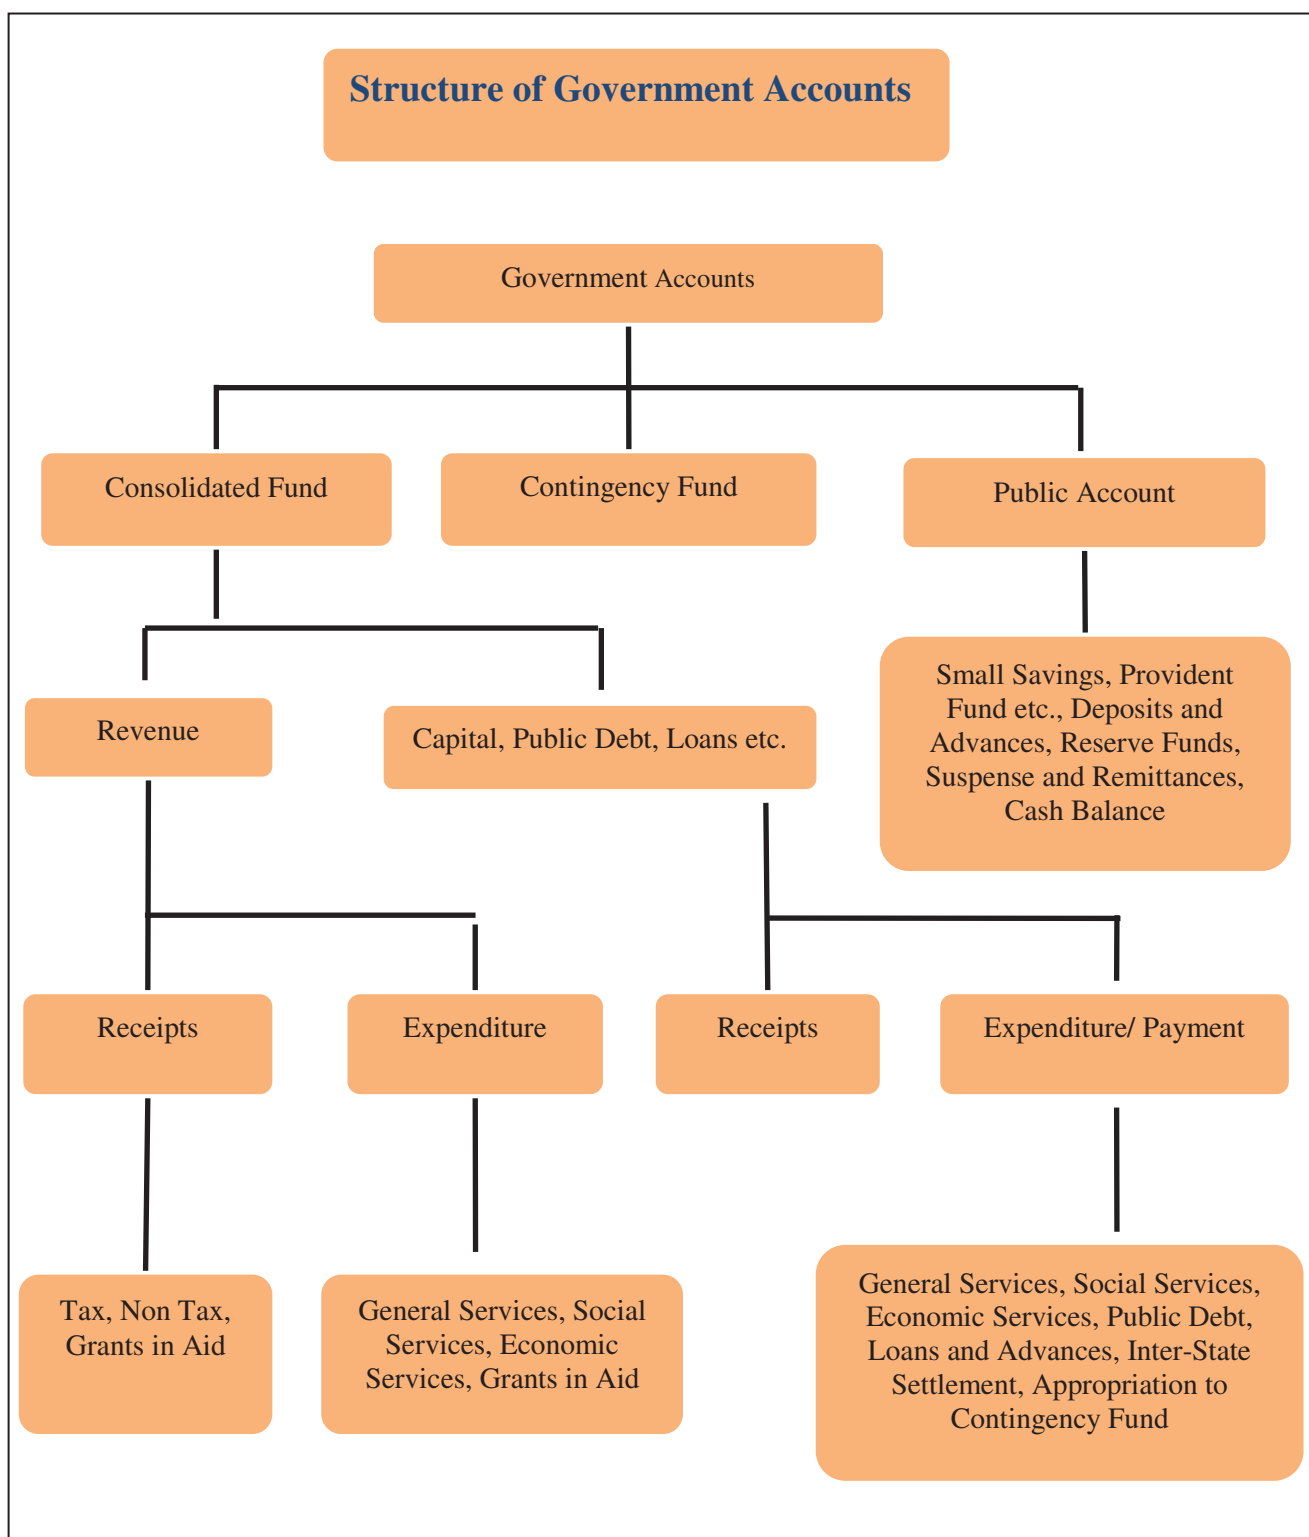 Structure of Government Accounts
Government Accounts
Consolidated Fund
Contingency Fund
Public Account
Small Savings, Provident
Fund etc., Deposits and
Advances, Reserve Funds,
Suspense and Remittances,
Cash Balance
Revenue
Capital, Public Debt, Loans etc.
Receipts
Expenditure
Receipts
Expenditure/ Payment
Tax, Non Tax,
Grants in Aid
General Services, Social
Services, Economic
Services, Grants in Aid
General Services, Social Services,
Economic Services, Public Debt,
Loans and Advances, Inter-State
Settlement, Appropriation to
Contingency Fund